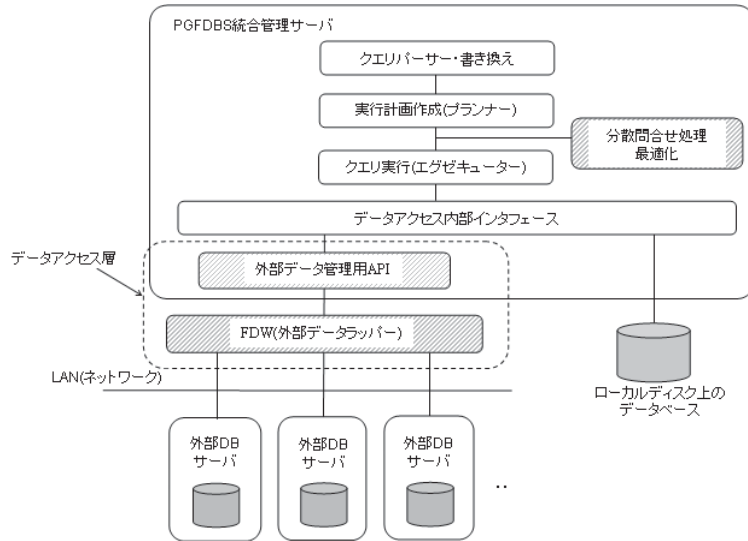 PGFDBS統合管理サーバ
クエリパーサー・書き換え
実行計画作成(プランナー)
分散問合せ処理
最適化
クエリ実行(エグゼキューター)
データアクセス内部インタフェース
データアクセス層
外部データ管理用API
FDW(外部データラッパー)
LAN(ネットワーク)
ローカルディスク上の
データベース
外部DB
サーバ
外部DB
サーバ
外部DB
サーバ
..